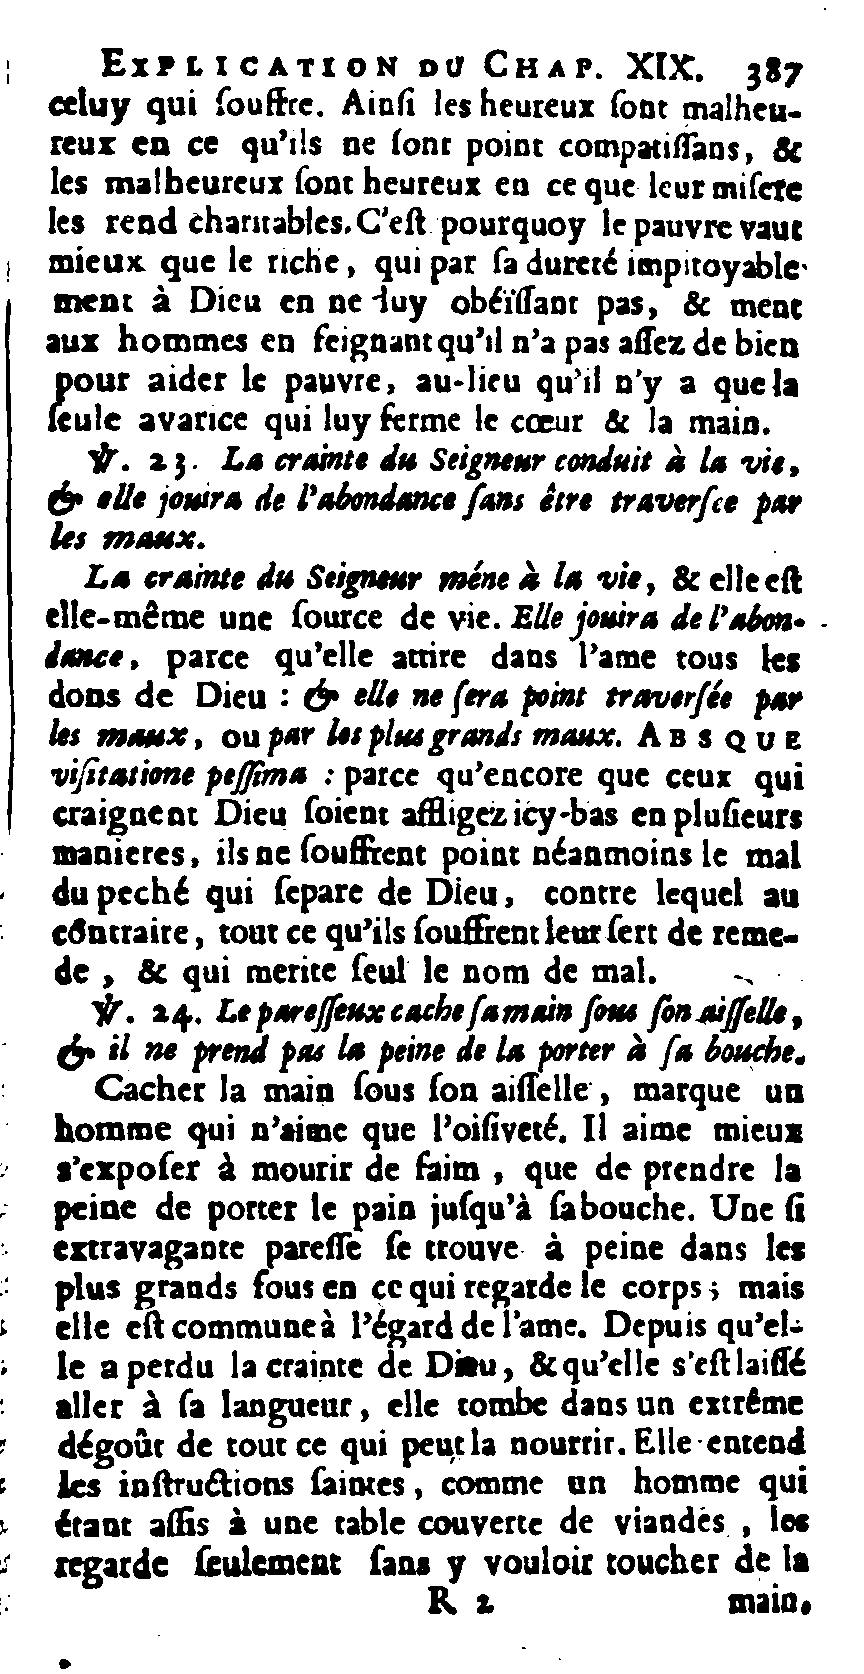 EXPLICATION DU CHAP. XIX. 387
celuy qui ſouffre. Ainſi les heureux ſont malheu-
reux en ce qu'ils ne ſont point compatiſſans, &
les malheureux ſont heureux en ce que leur miſere
les rend charitables. C'eſt pourquoy le pauvre vaut
mieux que le riche, qui par ſa dureté impitoyable
ment à Dieu en ne luy obéïſſant pas, & ment
aux hommes en feignant qu'il n'a pas aſſez de bien
pour aider le pauvre, au-lieu qu'il n'y a que la
ſeule avarice qui luy ferme le cœur & la main.
℣. 23. La crainte du Seigneur conduit à la vie,
& elle jouira de l'abondance ſans être traverſée par
les maux.
La crainte du Seigneur méne à la vie, & elle eſt
elle-même une ſource de vie. Elle jouira de l'abon-
dance, parce qu'elle attire dans l'ame tous les
dons de Dieu : & elle ne ſera point traverſée par
les maux, ou par les plus grands maux. ABSQUE
viſitatione peſſima : parce qu'encore que ceux qui
craignent Dieu ſoient affligez icy-bas en pluſieurs
manieres, ils ne ſouffrent point néanmoins le mal
du peché qui ſepare de Dieu, contre lequel au
contraire, tout ce qu'ils ſouffrent leur ſert de reme-
de, & qui merite ſeul le nom de mal.
℣. 24. Le pareſſeux cache ſa main ſous ſon aiſſelle,
& il ne prend pas la peine de la porter à ſa bouche.
Cacher la main ſous ſon aiſſelle, marque un
homme qui n'aime que l'oiſiveté. Il aime mieux
s'expoſer à mourir de faim, que de prendre la
peine de porter le pain juſqu'à ſa bouche. Une ſi
extravagante pareſſe ſe trouve à peine dans les
plus grands fous en ce qui regarde le corps ; mais
elle eſt commune à l'égard de l'ame. Depuis qu'el-
le a perdu la crainte de Dieu, & qu'elle s'eſt laiſſé
aller à ſa langueur, elle tombe dans un extrême
dégoût de tout ce qui peut la nourrir. Elle entend
les inſtructions ſaintes, comme un homme qui
étant aſſis à une table couverte de viandes, les
regarde ſeulement ſans y vouloir toucher de la
R 2 main.